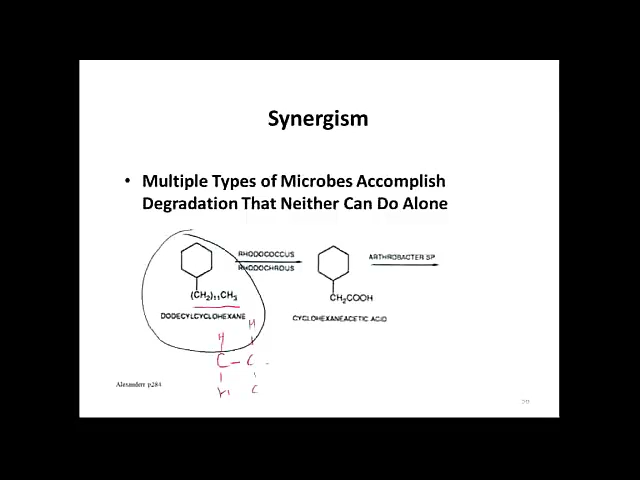 Synergism
• Multiple Types of Microbes Accomplish
Degradation That Neither Can Do Alone
RHODOCOCCUS
RHODOCHROUS
ARTHROBACTER SP
(CH₂)₁₁CH₃
CH₂COOH
DODECYLCYCLOHEXANE
CYCLOHEXANEACETIC ACID
H
H
C - C
H
C
Alexander p284